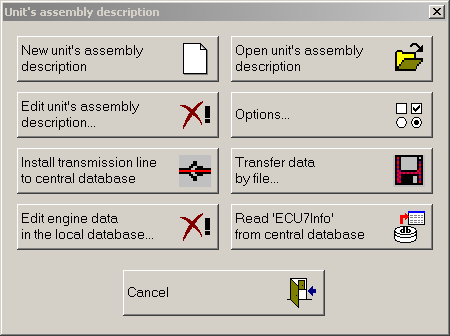 Unit's assembly description
New unit's assembly
description
Open unit's assembly
description
Edit unit's assembly
description...
Options...
Install transmission line
to central database
Transfer data
by file...
Edit engine data
in the local database...
Read 'ECU7Info'
from central database
Cancel